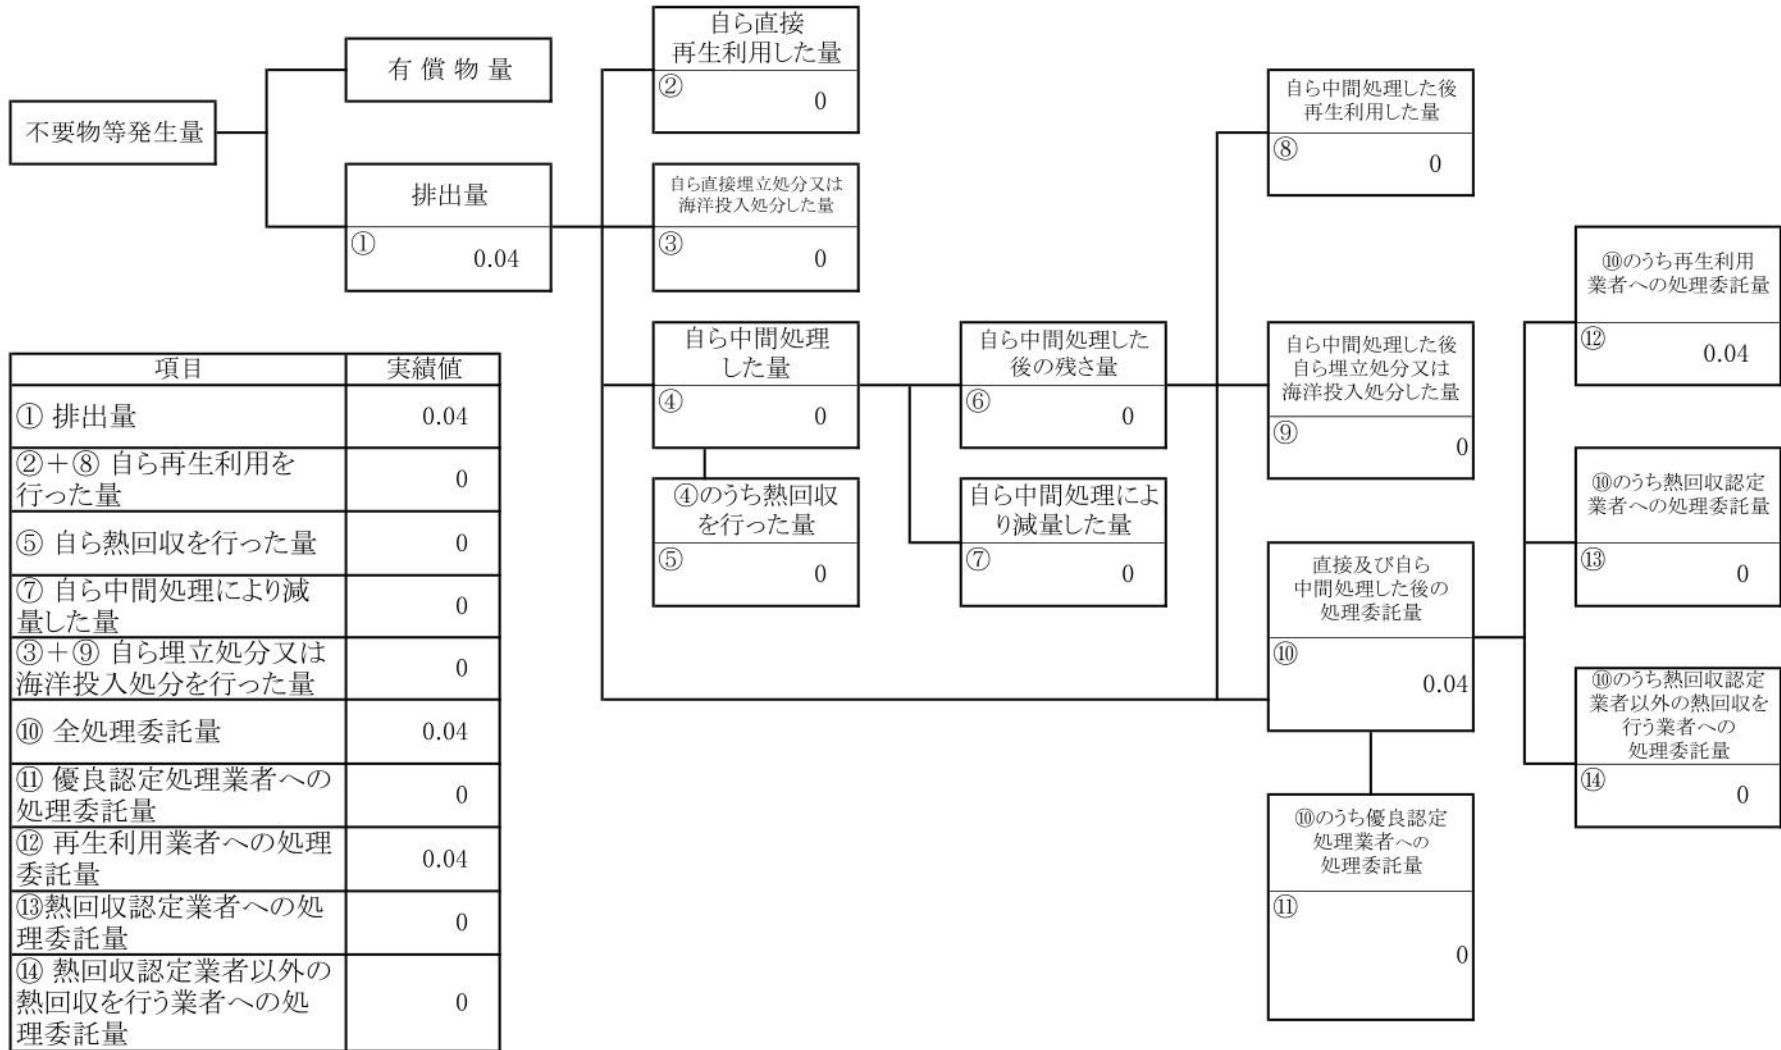 不要物等発生量
有償物量
排出量
①
0.04
自ら直接
再生利用した量
②
0
自ら直接埋立処分又は
海洋投入処分した量
③
0
自ら中間処理
した量
④
0
④のうち熱回収
を行った量
⑤
0
自ら中間処理した
後の残さ量
⑥
0
自ら中間処理によ
り減量した量
⑦
0
自ら中間処理した後
再生利用した量
⑧
0
自ら中間処理した後
自ら埋立処分又は
海洋投入処分した量
⑨
0
直接及び自ら
中間処理した後の
処理委託量
⑩
0.04
⑩のうち優良認定
処理業者への
処理委託量
⑪
0
⑩のうち再生利用
業者への処理委託量
⑫
0.04
⑩のうち熱回収認定
業者への処理委託量
⑬
0
⑩のうち熱回収認定
業者以外の熱回収を
行う業者への
処理委託量
⑭
0
項目 実績値
① 排出量 0.04
②+⑧ 自ら再生利用を
行った量 0
⑤ 自ら熱回収を行った量 0
⑦ 自ら中間処理により減
量した量 0
③+⑨ 自ら埋立処分又は
海洋投入処分を行った量 0
⑩ 全処理委託量 0.04
⑪ 優良認定処理業者への
処理委託量 0
⑫ 再生利用業者への処理
委託量 0.04
⑬熱回収認定業者への処
理委託量 0
⑭ 熱回収認定業者以外の
熱回収を行う業者への処
理委託量 0